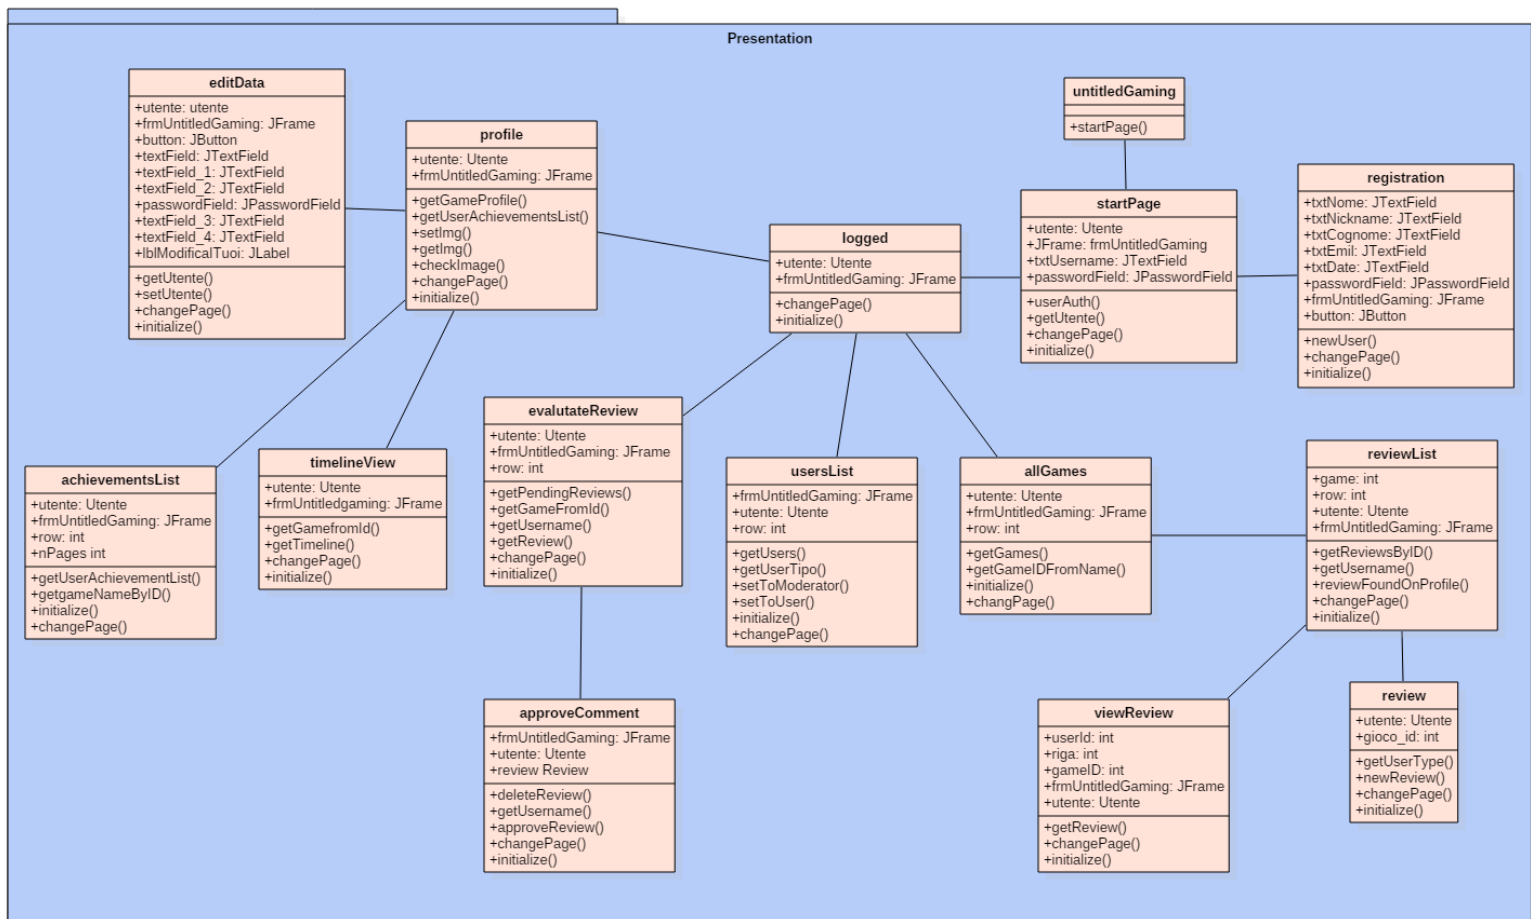 Presentation
editData
+utente: utente
+frmUntitledGaming: JFrame
+button: JButton
+textField: JTextField
+textField_1: JTextField
+textField_2: JTextField
+passwordField: JPasswordField
+textField_3: JTextField
+textField_4: JTextField
+lblModificaITuoi: JLabel
+getUtente()
+setUtente()
+changePage()
+initialize()
profile
+utente: Utente
+frmUntitledGaming: JFrame
+getGameProfile()
+getUserAchievementsList()
+setImg()
+getImg()
+checkImage()
+changePage()
+initialize()
logged
+utente: Utente
+frmUntitledGaming: JFrame
+changePage()
+initialize()
untitledGaming
+startPage()
startPage
+utente: Utente
+JFrame: frmUntitledGaming
+txtUsername: JTextField
+passwordField: JPasswordField
+userAuth()
+getUtente()
+changePage()
+initialize()
registration
+txtNome: JTextField
+txtNickname: JTextField
+txtCognome: JTextField
+txtEmil: JTextField
+txtDate: JTextField
+passwordField: JPasswordField
+frmUntitledGaming: JFrame
+button: JButton
+newUser()
+changePage()
+initialize()
achievementsList
+utente: Utente
+frmUntitledGaming: JFrame
+row: int
+nPages int
+getUserAchievementList()
+getgameNameByID()
+initialize()
+changePage()
timelineView
+utente: Utente
+frmUntitledgaming: JFrame
+getGamefromId()
+getTimeline()
+changePage()
+initialize()
evalutateReview
+utente: Utente
+frmUntitledGaming: JFrame
+row: int
+getPendingReviews()
+getGameFromId()
+getUsername()
+getReview()
+changePage()
+initialize()
usersList
+frmUntitledGaming: JFrame
+utente: Utente
+row: int
+getUsers()
+getUserTipo()
+setToModerator()
+setToUser()
+initialize()
+changePage()
allGames
+utente: Utente
+frmUntitledGaming: JFrame
+row: int
+getGames()
+getGameIDFromName()
+initialize()
+changPage()
reviewList
+game: int
+row: int
+utente: Utente
+frmUntitledGaming: JFrame
+getReviewsByID()
+getUsername()
+reviewFoundOnProfile()
+changePage()
+initialize()
approveComment
+frmUntitledGaming: JFrame
+utente: Utente
+review Review
+deleteReview()
+getUsername()
+approveReview()
+changePage()
+initialize()
viewReview
+userId: int
+riga: int
+gameID: int
+frmUntitledGaming: JFrame
+utente: Utente
+getReview()
+changePage()
+initialize()
review
+utente: Utente
+gioco_id: int
+getUserType()
+newReview()
+changePage()
+initialize()